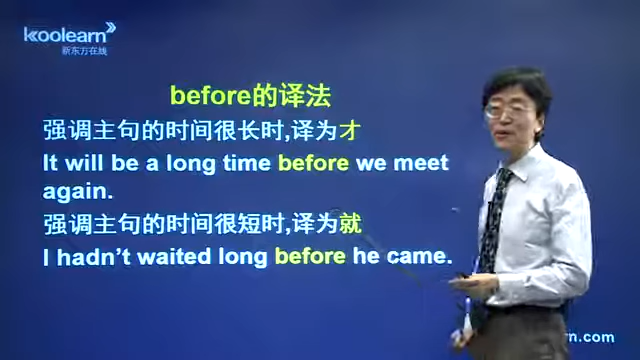 koolearn
新东方在线
before的译法
强调主句的时间很长时,译为才
It will be a long time before we meet
again.
强调主句的时间很短时,译为就
I hadn't waited long before he came.
rn.com